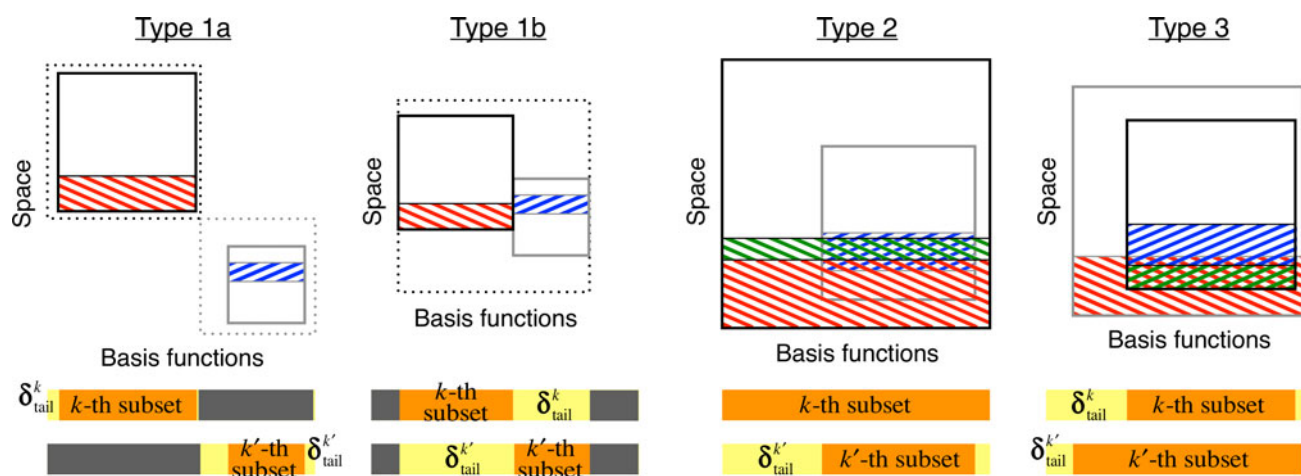 Type 1a
Type 1b
Type 2
Type 3
Space
Space
Space
Space
Basis functions
Basis functions
Basis functions
Basis functions
δ^k_tail k-th subset
k-th subset δ^k_tail
k-th subset
δ^k_tail k-th subset
k′-th subset δ^k′_tail
δ^k′_tail k′-th subset
δ^k′_tail k′-th subset
δ^k′_tail k′-th subset